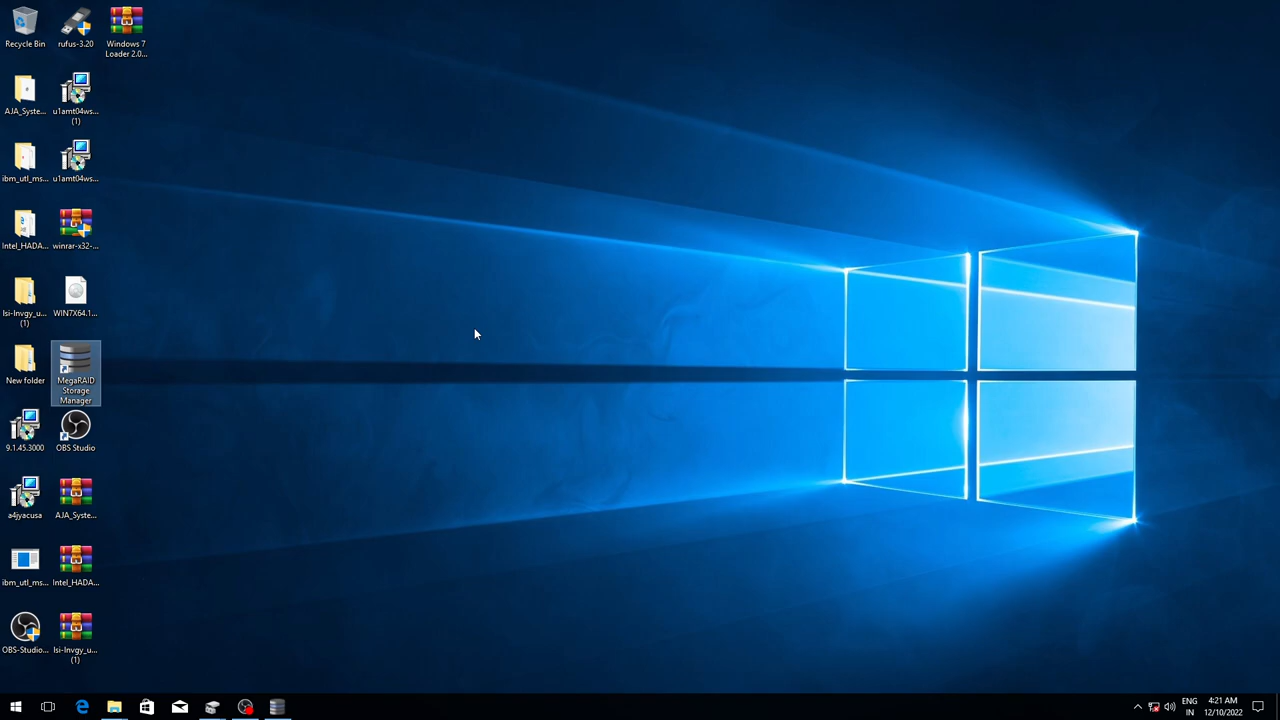 Recycle Bin
rufus-3.20
Windows 7
Loader 2.0...
AJA_Syste...
u1amt04ws...
(1)
ibm_utl_ms...
u1amt04ws...
Intel_HADA...
winrar-x32-...
lsi-lnvgy_u...
(1)
WIN7X64.1...
New folder
MegaRAID
Storage
Manager
9.1.45.3000
OBS Studio
a4jyacusa
AJA_Syste...
ibm_utl_ms...
Intel_HADA...
OBS-Studio...
lsi-lnvgy_u...
(1)
ENG
IN
4:21 AM
12/10/2022